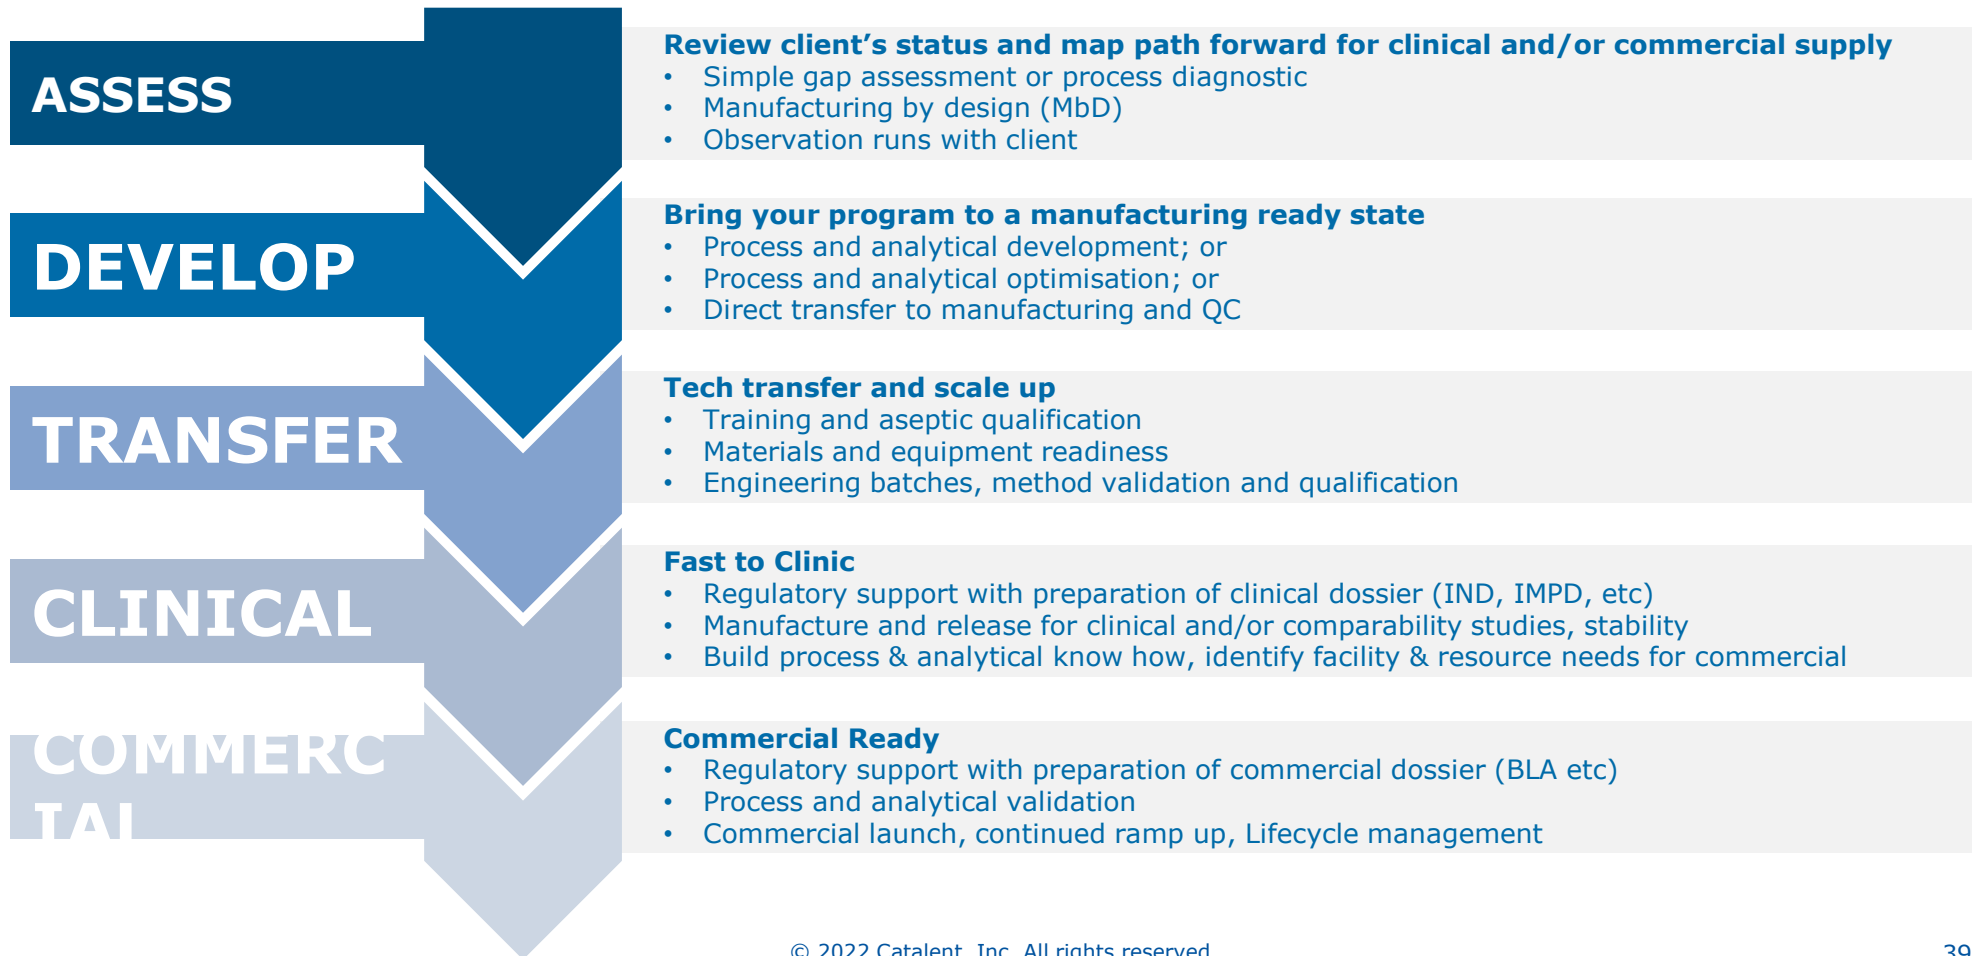 ASSESS
Review client’s status and map path forward for clinical and/or commercial supply
• Simple gap assessment or process diagnostic
• Manufacturing by design (MbD)
• Observation runs with client
DEVELOP
Bring your program to a manufacturing ready state
• Process and analytical development; or
• Process and analytical optimisation; or
• Direct transfer to manufacturing and QC
TRANSFER
Tech transfer and scale up
• Training and aseptic qualification
• Materials and equipment readiness
• Engineering batches, method validation and qualification
CLINICAL
Fast to Clinic
• Regulatory support with preparation of clinical dossier (IND, IMPD, etc)
• Manufacture and release for clinical and/or comparability studies, stability
• Build process & analytical know how, identify facility & resource needs for commercial
COMMERC
IAL
Commercial Ready
• Regulatory support with preparation of commercial dossier (BLA etc)
• Process and analytical validation
• Commercial launch, continued ramp up, Lifecycle management
© 2022 Catalent, Inc. All rights reserved
39